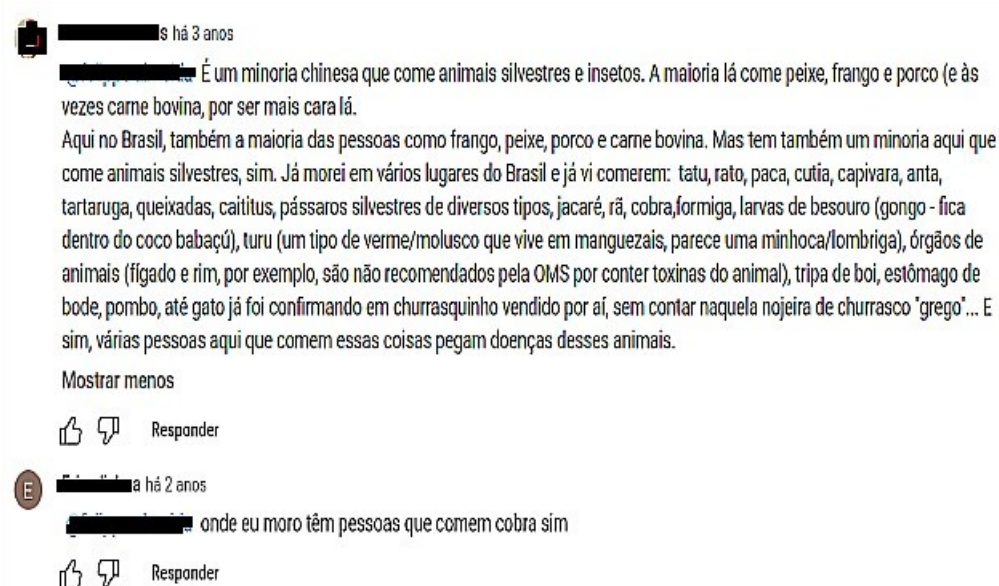 s há 3 anos
É um minoria chinesa que come animais silvestres e insetos. A maioria lá come peixe, frango e porco (e às
vezes carne bovina, por ser mais cara lá.
Aqui no Brasil, também a maioria das pessoas como frango, peixe, porco e carne bovina. Mas tem também um minoria aqui que
come animais silvestres, sim. Já morei em vários lugares do Brasil e já vi comerem: tatu, rato, paca, cutia, capivara, anta,
tartaruga, queixadas, caititus, pássaros silvestres de diversos tipos, jacaré, rã, cobra,formiga, larvas de besouro (gongo - fica
dentro do coco babaçú), turu (um tipo de verme/molusco que vive em manguezais, parece uma minhoca/lombriga), órgãos de
animais (fígado e rim, por exemplo, são não recomendados pela OMS por conter toxinas do animal), tripa de boi, estômago de
bode, pombo, até gato já foi confirmando em churrasquinho vendido por aí, sem contar naquela nojeira de churrasco "grego"... E
sim, várias pessoas aqui que comem essas coisas pegam doenças desses animais.
Mostrar menos
Responder
E
a há 2 anos
onde eu moro têm pessoas que comem cobra sim
Responder